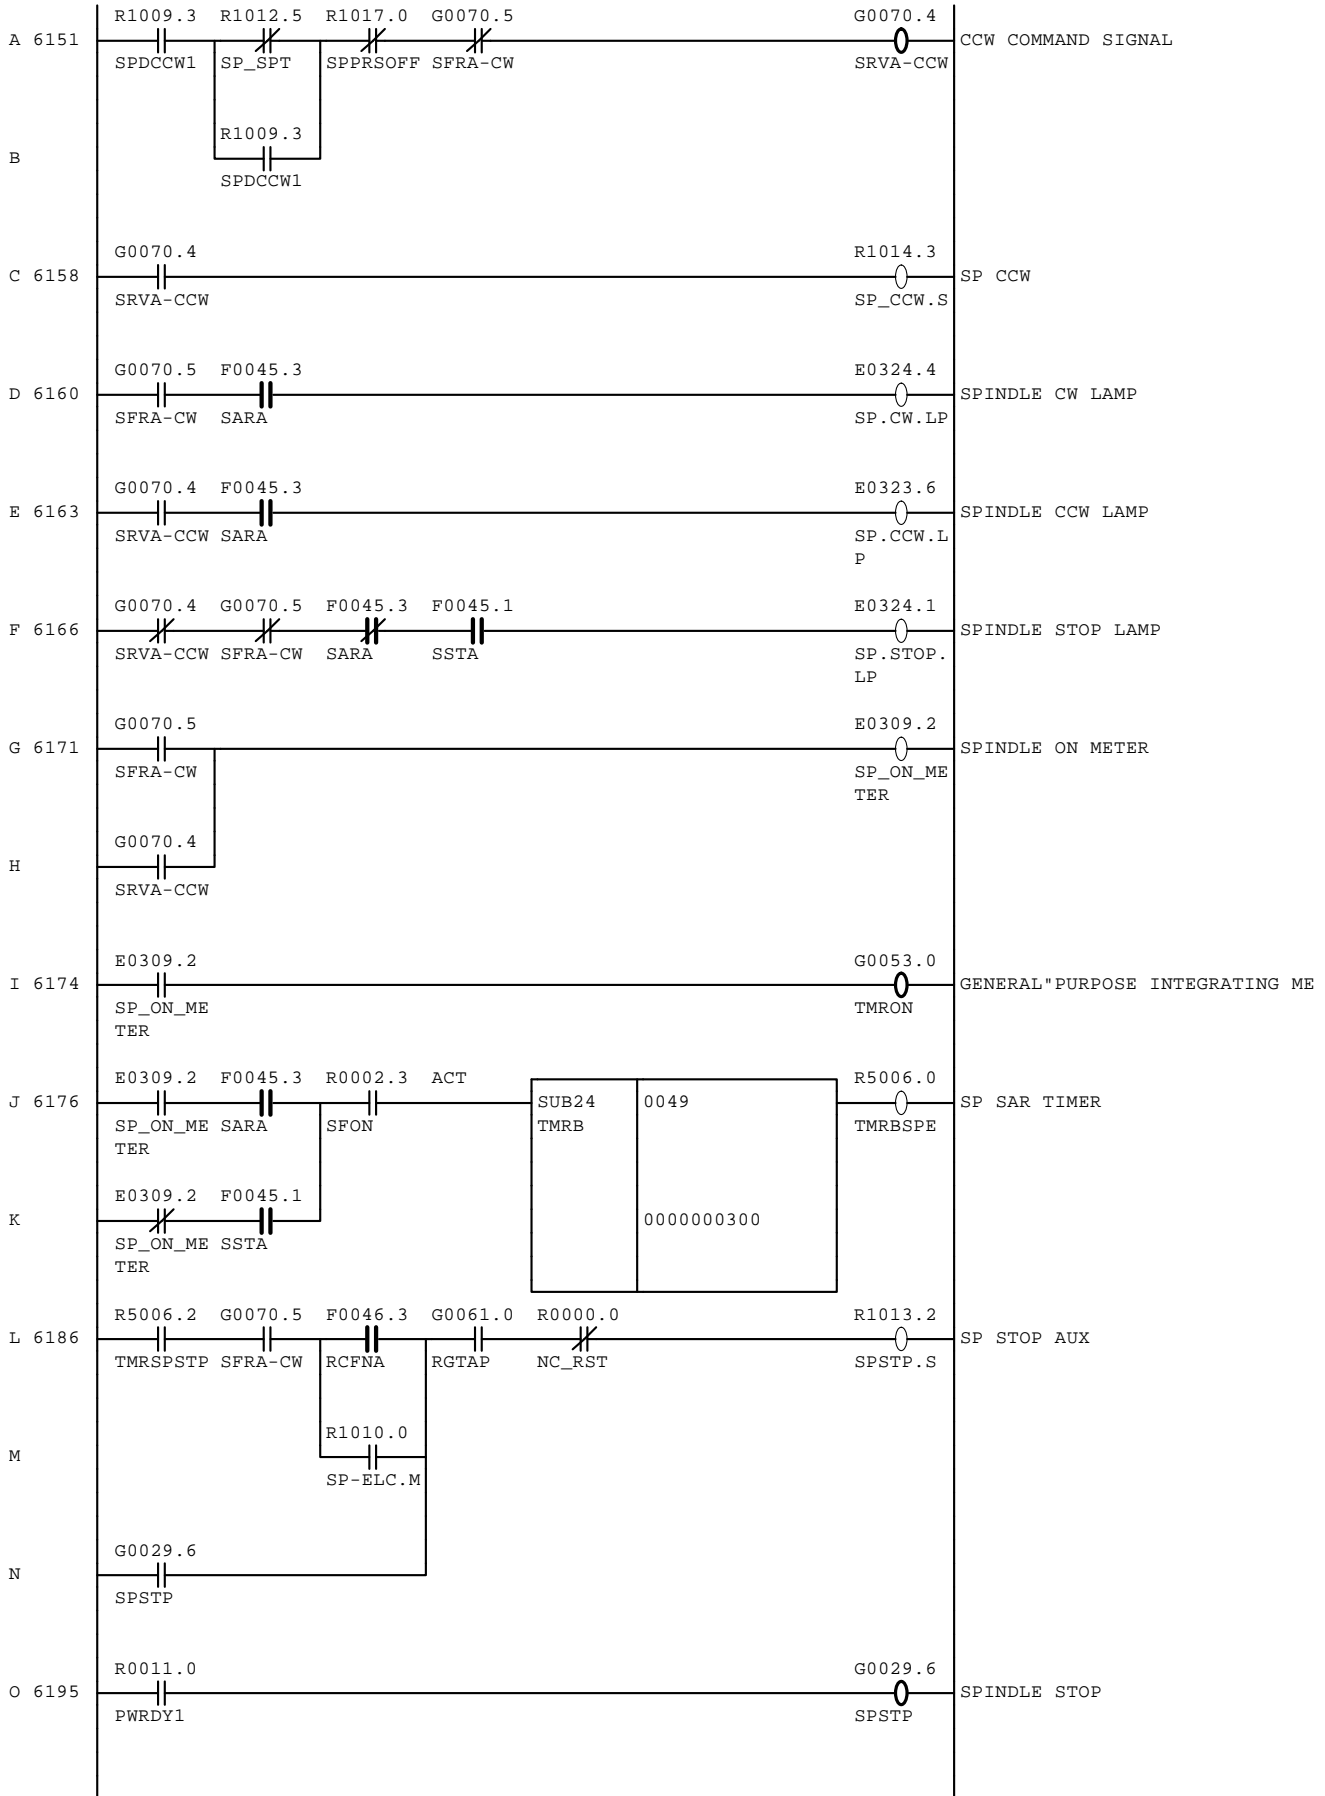 R1009.3 R1012.5 R1017.0 G0070.5 G0070.4
A 6151 CCW COMMAND SIGNAL
SPDCCW1 SP_SPT SPPRSOFF SFRA-CW SRVA-CCW
R1009.3
B
SPDCCW1
G0070.4 R1014.3
C 6158 SP CCW
SRVA-CCW SP_CCW.S
G0070.5 F0045.3 E0324.4
D 6160 SPINDLE CW LAMP
SFRA-CW SARA SP.CW.LP
G0070.4 F0045.3 E0323.6
E 6163 SPINDLE CCW LAMP
SRVA-CCW SARA SP.CCW.L
P
G0070.4 G0070.5 F0045.3 F0045.1 E0324.1
F 6166 SPINDLE STOP LAMP
SRVA-CCW SFRA-CW SARA SSTA SP.STOP.
LP
G0070.5 E0309.2
G 6171 SPINDLE ON METER
SFRA-CW SP_ON_ME
TER
G0070.4
H
SRVA-CCW
E0309.2 G0053.0
I 6174 GENERAL"PURPOSE INTEGRATING ME
SP_ON_ME TMRON
TER
E0309.2 F0045.3 R0002.3 ACT R5006.0
J 6176 SUB24 0049 SP SAR TIMER
SP_ON_ME SARA SFON TMRB TMRBSPE
TER
E0309.2 F0045.1
K 0000000300
SP_ON_ME SSTA
TER
R5006.2 G0070.5 F0046.3 G0061.0 R0000.0 R1013.2
L 6186 SP STOP AUX
TMRSPSTP SFRA-CW RCFNA RGTAP NC_RST SPSTP.S
R1010.0
M
SP-ELC.M
G0029.6
N
SPSTP
R0011.0 G0029.6
O 6195 SPINDLE STOP
PWRDY1 SPSTP